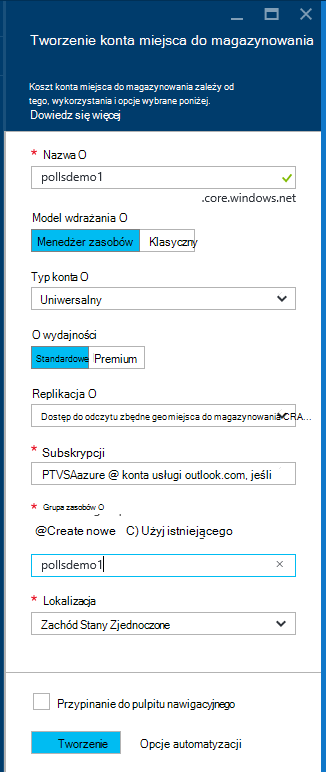 Tworzenie konta miejsca do magazynowania
Koszt konta miejsca do magazynowania zależy od
tego, wykorzystania i opcje wybrane poniżej.
Dowiedz się więcej
* Nazwa O
pollsdemo1
.core.windows.net
Model wdrażania O
Menedżer zasobów Klasyczny
Typ konta O
Uniwersalny
O wydajności
Standardowe Premium
Replikacja O
Dostęp do odczytu zbędne geo miejsca do magazynowania CRA...
* Subskrypcji
PTVSAazure @ konta usługi outlook.com, jeśli
* Grupa zasobów O
@Create nowe C) Użyj istniejącego
pollsdemo1
* Lokalizacja
Zachód Stany Zjednoczone
Przypinanie do pulpitu nawigacyjnego
Tworzenie Opcje automatyzacji